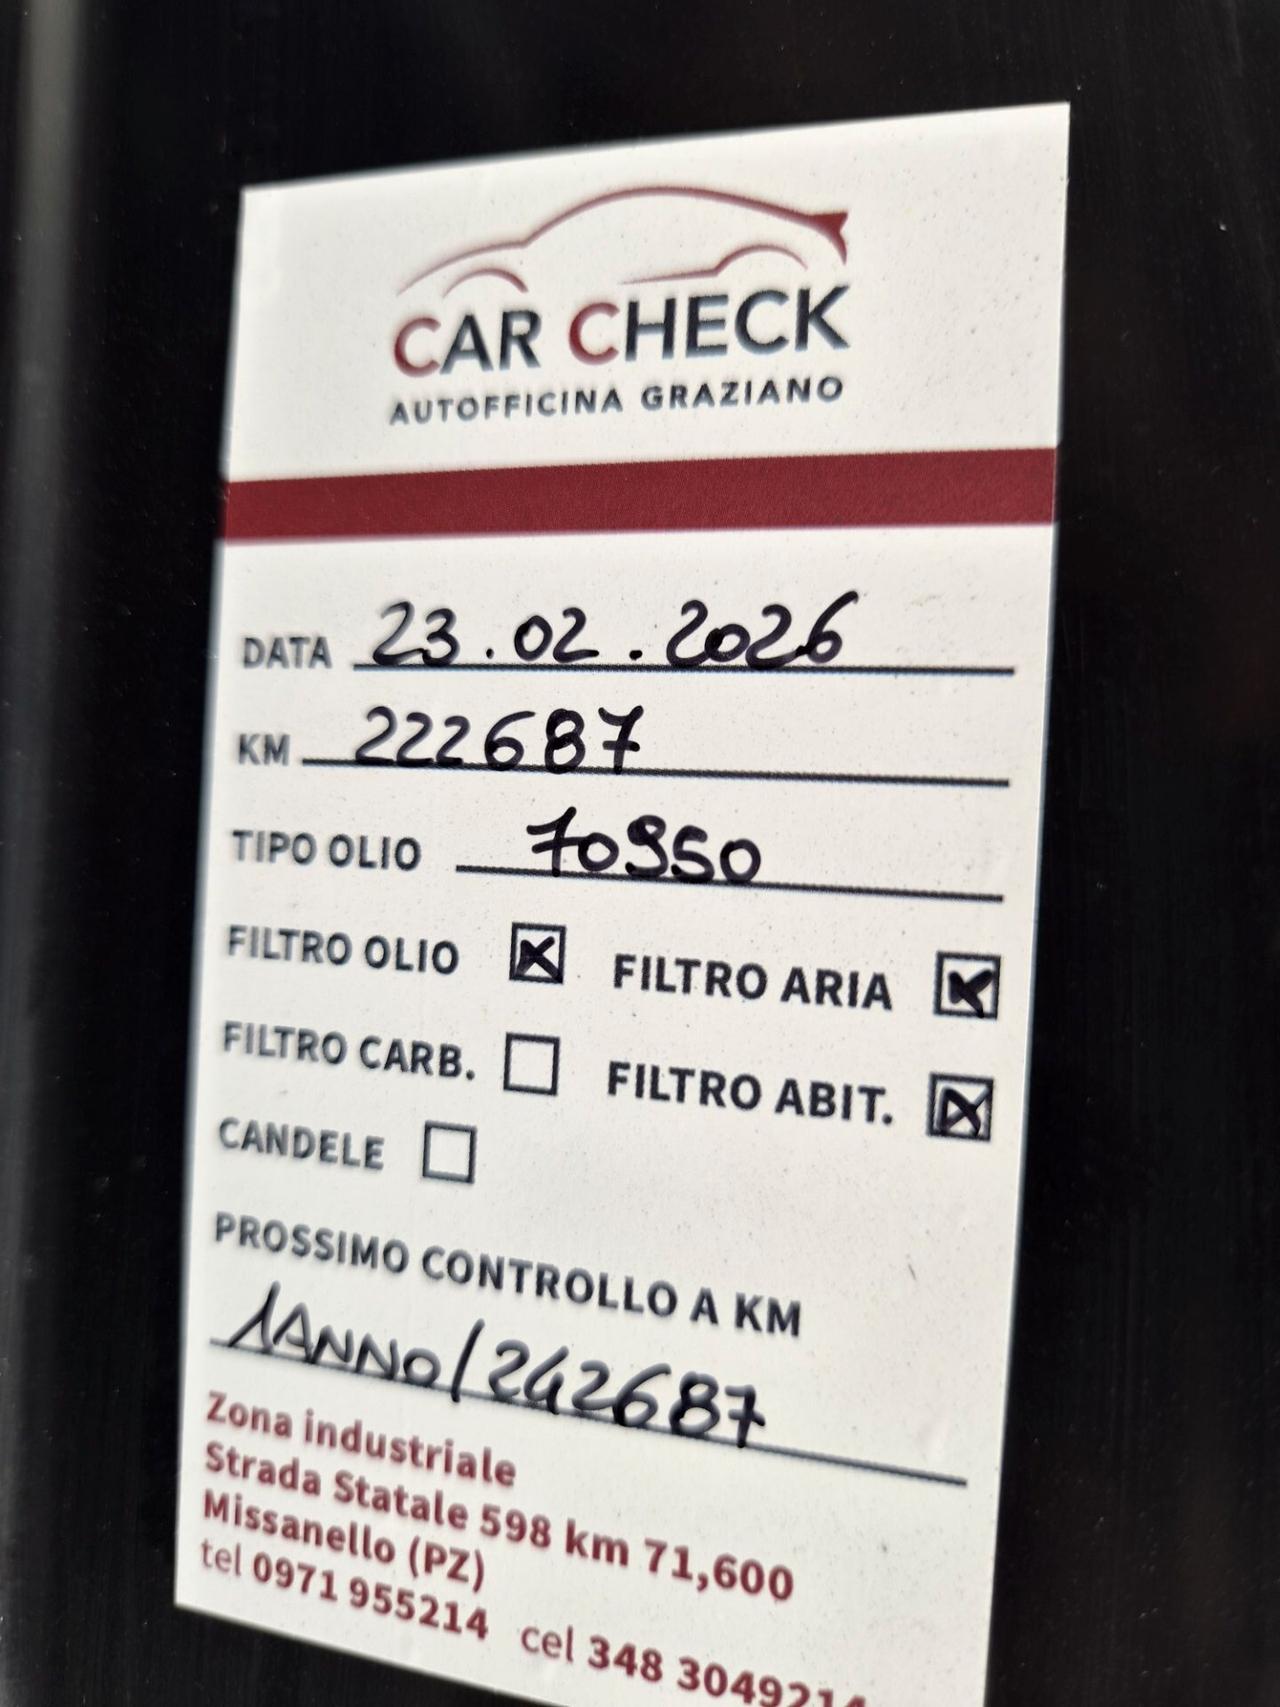 CAR CHECK
AUTOFFICINA GRAZIANO
DATA 23.02.2026
KM 222687
TIPO OLIO 70950
FILTRO OLIO FILTRO ARIA
FILTRO CARB. FILTRO ABIT.
CANDELE
PROSSIMO CONTROLLO A KM
1ANNO/242687
Zona industriale
Strada Statale 598 km 71,600
Missanello (PZ)
tel 0971 955214 cel 348 3049214